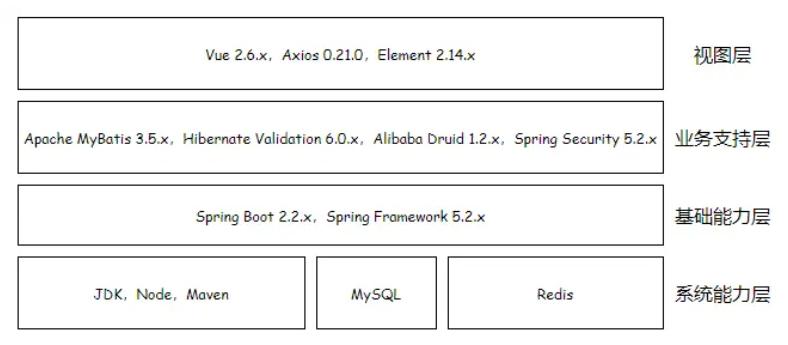 Vue 2.6.x，Axios 0.21.0，Element 2.14.x 视图层
Apache MyBatis 3.5.x，Hibernate Validation 6.0.x，Alibaba Druid 1.2.x，Spring Security 5.2.x 业务支持层
Spring Boot 2.2.x，Spring Framework 5.2.x 基础能力层
JDK，Node，Maven MySQL Redis 系统能力层